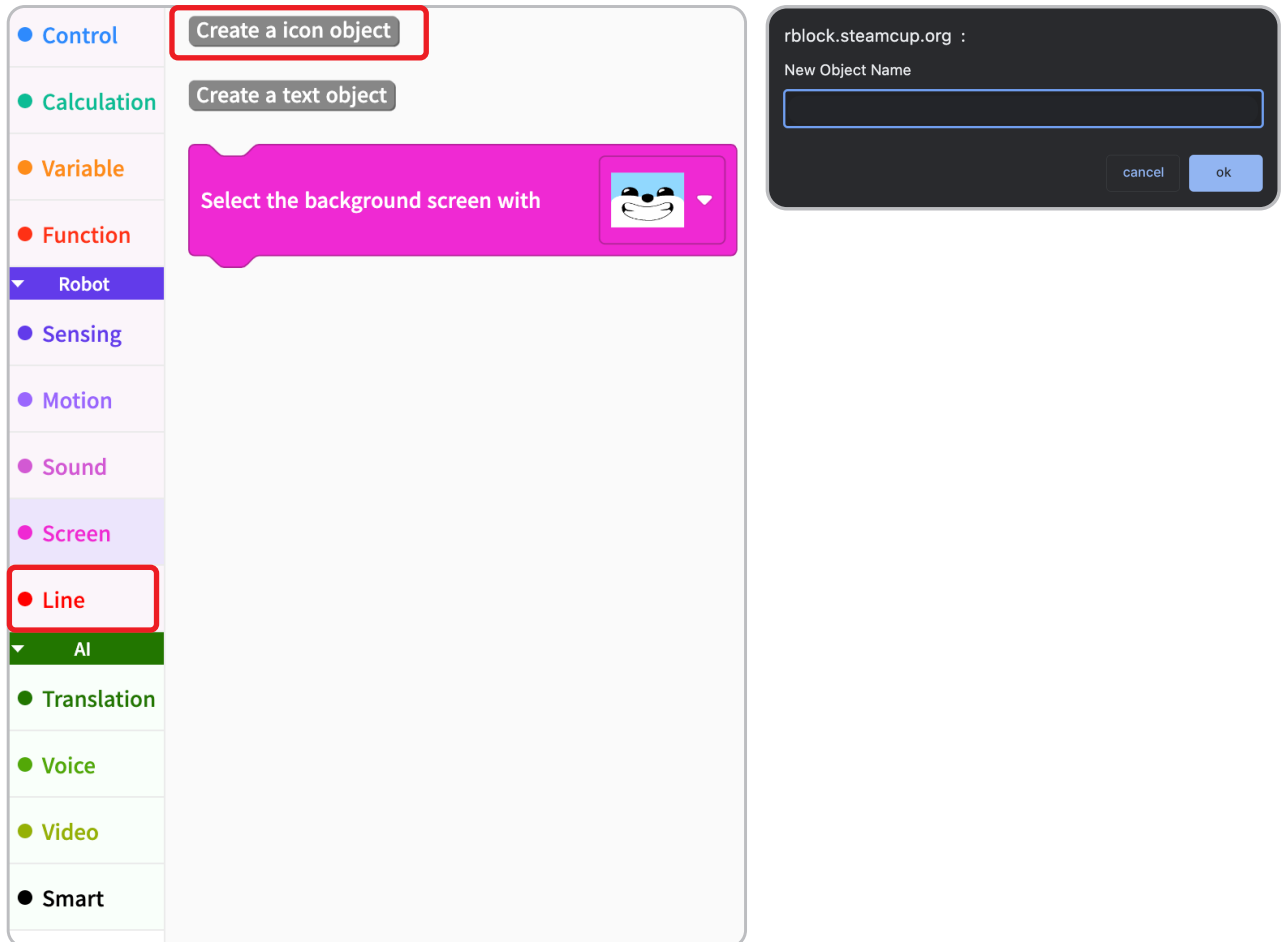 Control
Calculation
Variable
Function
Robot
Sensing
Motion
Sound
Screen
Line
AI
Translation
Voice
Video
Smart
Create a icon object
Create a text object
Select the background screen with
rblock.steamcup.org :
New Object Name
cancel
ok